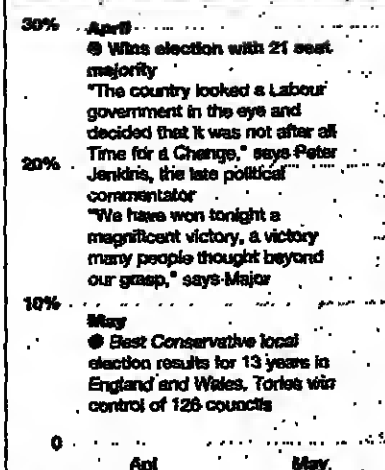 30%
April
● Wins election with 21 seat
majority
"The country looked a Labour
government in the eye and
decided that it was not after all
Time for a Change," says Peter
20%
Jenkins, the late political
commentator
"We have won tonight a
magnificent victory, a victory
many people thought beyond
our grasp," says Major
10%
May
● Best Conservative local
election results for 13 years in
England and Wales, Tories win
control of 126 councils
0
Apl
May